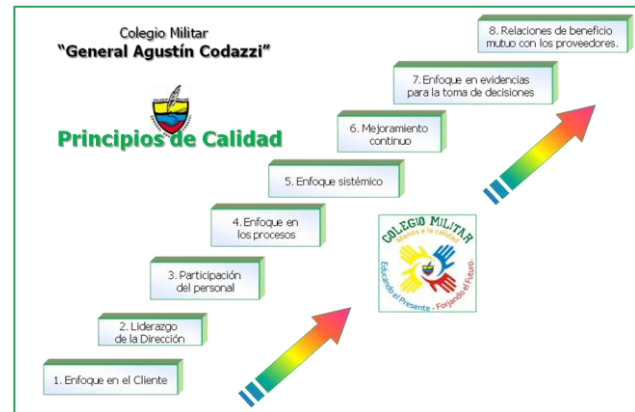 Colegio Militar
"General Agustín Codazzi"
Principios de Calidad
8. Relaciones de beneficio
mutuo con los proveedores.
7. Enfoque en evidencias
para la toma de decisiones
6. Mejoramiento
continuo
5. Enfoque sistémico
4. Enfoque en
los procesos
3. Participación
del personal
2. Liderazgo
de la Dirección
1. Enfoque en el Cliente
COLEGIO MILITAR
Manos a la calidad
Educando el Presente - Forjando el Futuro.